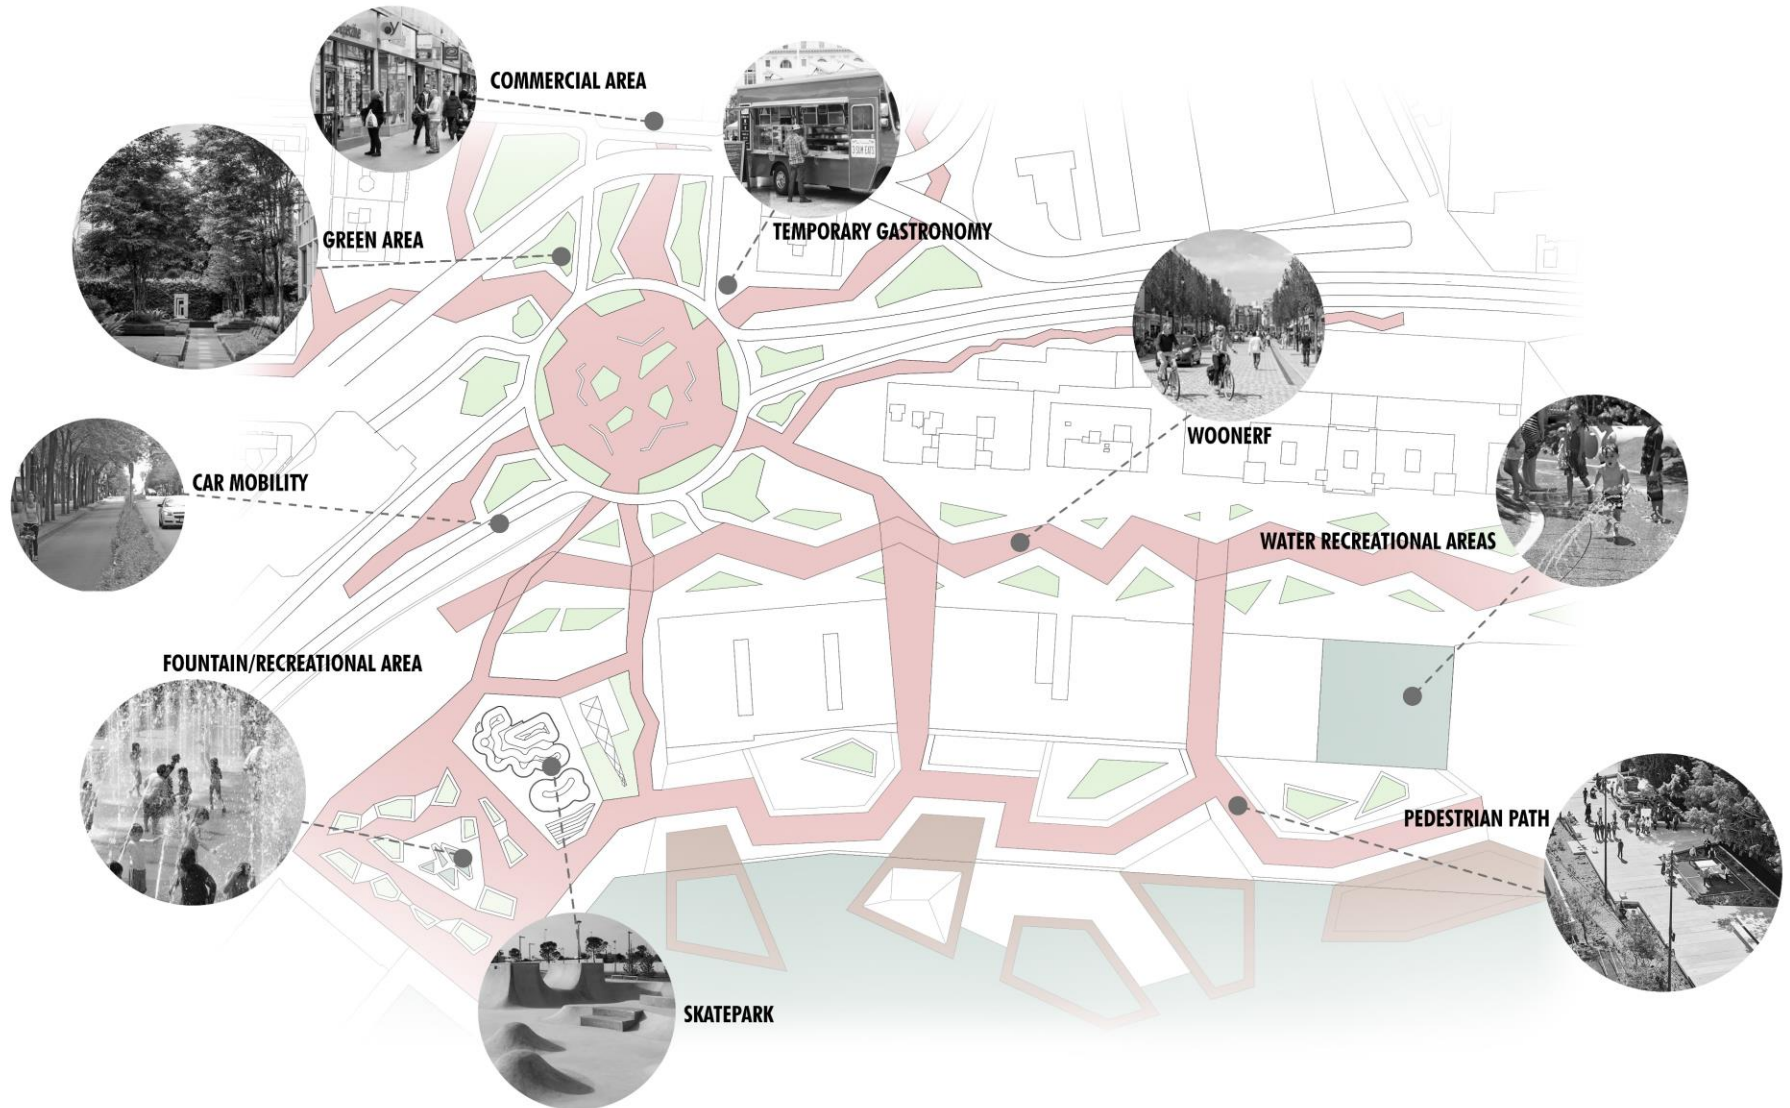 COMMERCIAL AREA
TEMPORARY GASTRONOMY
GREEN AREA
WOONERF
CAR MOBILITY
WATER RECREATIONAL AREAS
FOUNTAIN/RECREATIONAL AREA
PEDESTRIAN PATH
SKATEPARK